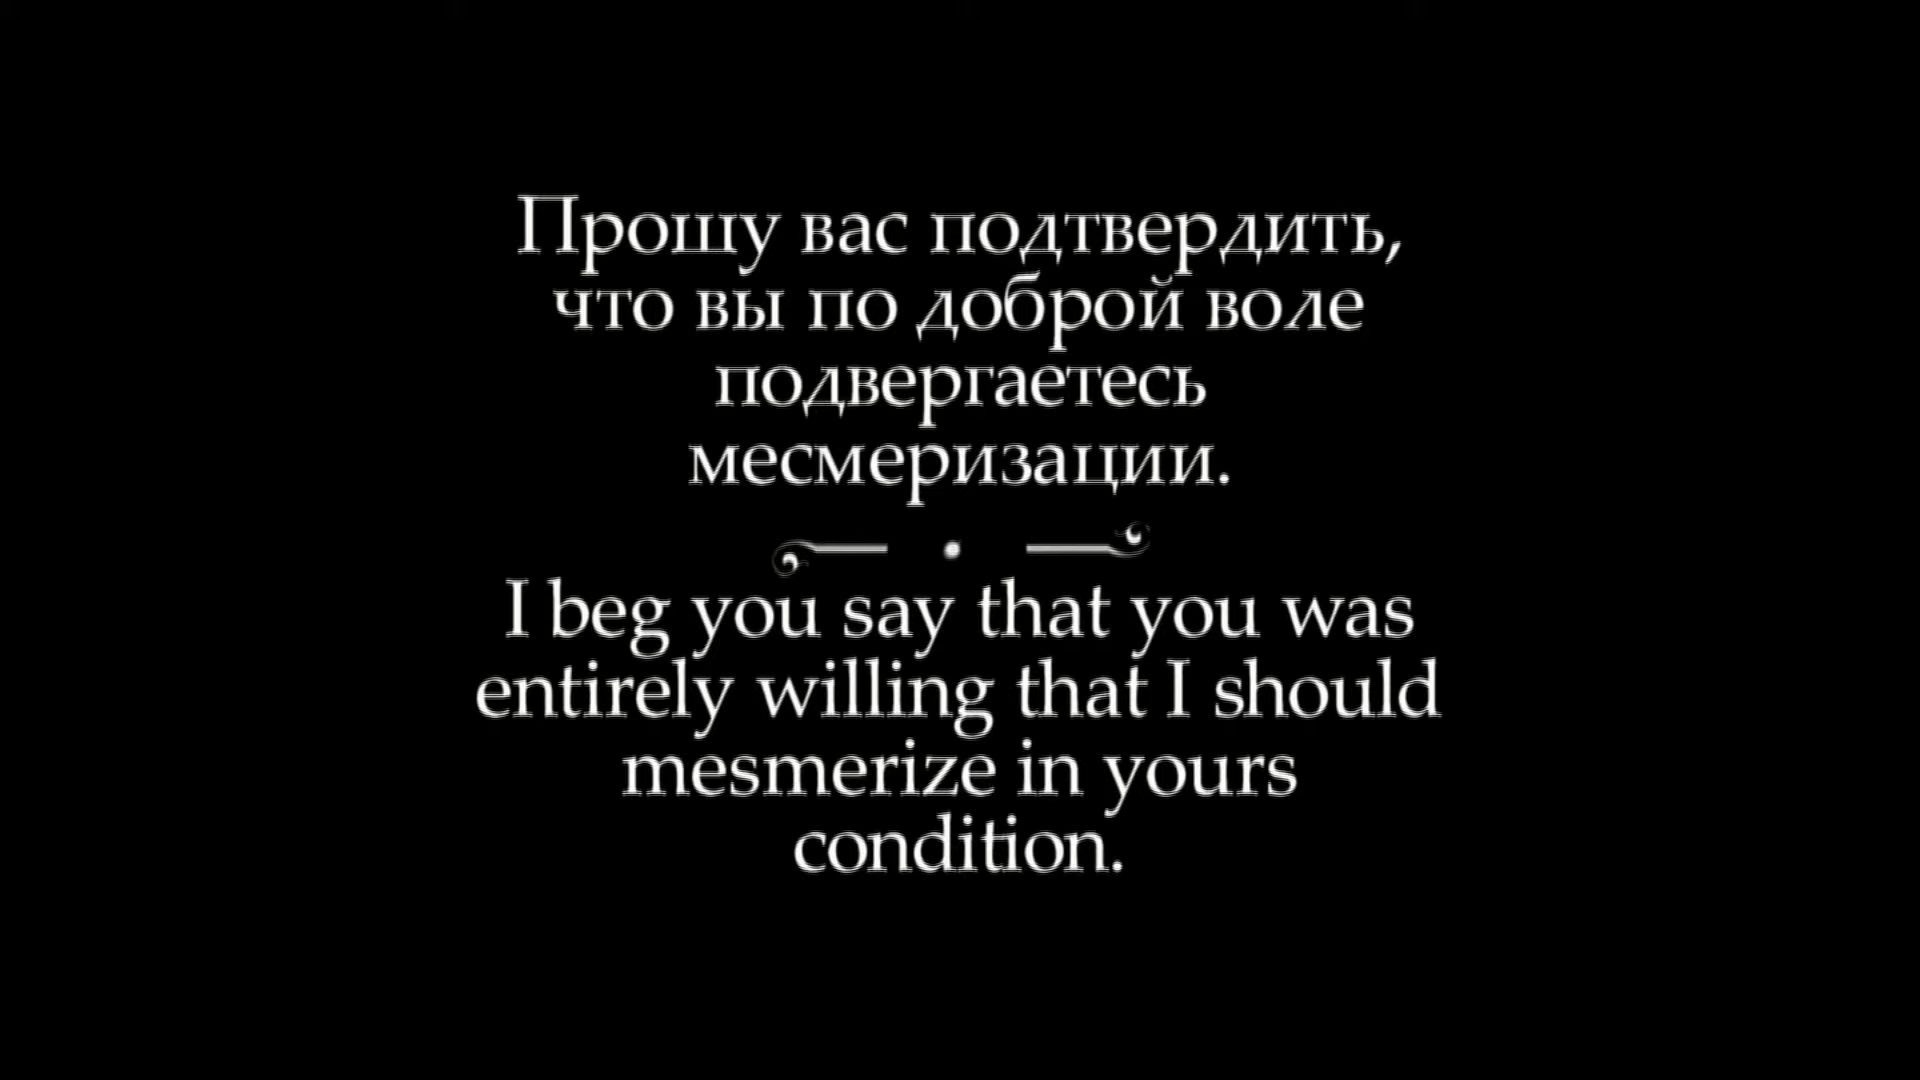 Прошу вас подтвердить,
что вы по доброй воле
подвергаетесь
месмеризации.
I beg you say that you was
entirely willing that I should
mesmerize in yours
condition.